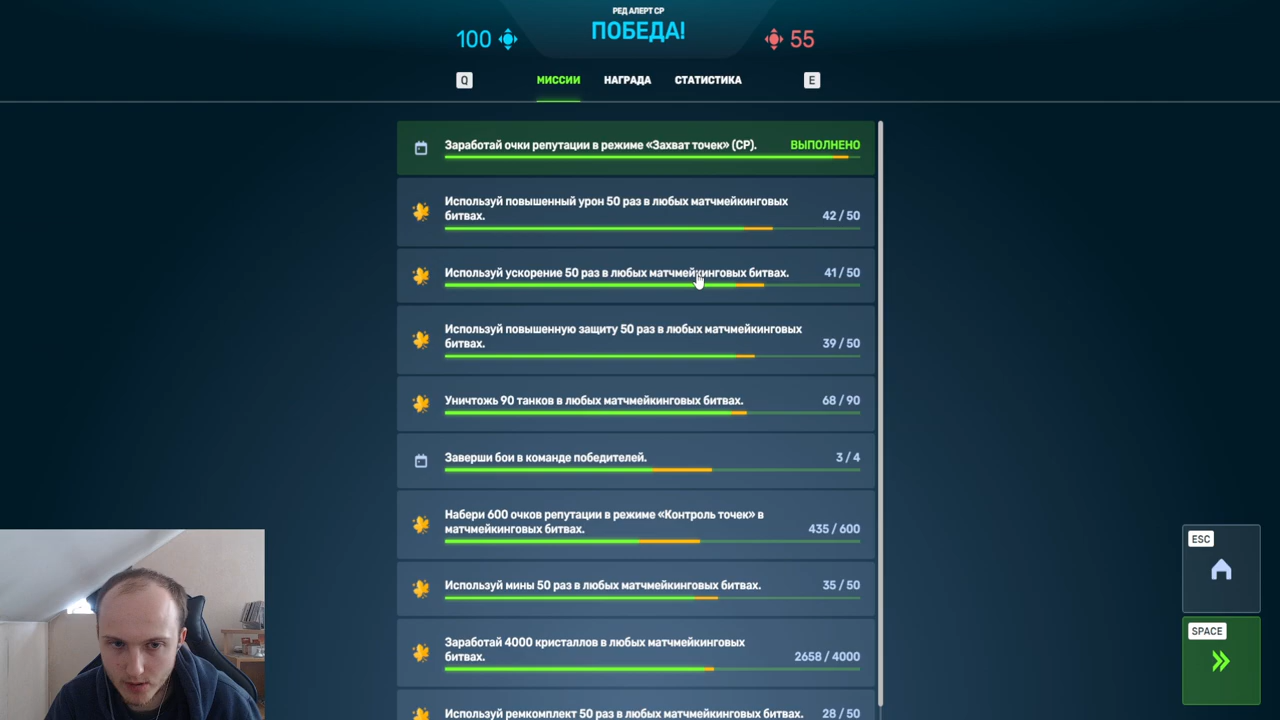 РЕД АЛЕРТ CP
ПОБЕДА!
100
55
Q
МИССИИ
НАГРАДА
СТАТИСТИКА
E
Заработай очки репутации в режиме «Захват точек» (CP).
ВЫПОЛНЕНО
Используй повышенный урон 50 раз в любых матчмейкинговых
битвах.
42 / 50
Используй ускорение 50 раз в любых матчмейкинговых битвах.
41 / 50
Используй повышенную защиту 50 раз в любых матчмейкинговых
битвах.
39 / 50
Уничтожь 90 танков в любых матчмейкинговых битвах.
68 / 90
Заверши бои в команде победителей.
3 / 4
Набери 600 очков репутации в режиме «Контроль точек» в
матчмейкинговых битвах.
435 / 600
Используй мины 50 раз в любых матчмейкинговых битвах.
35 / 50
Заработай 4000 кристаллов в любых матчмейкинговых
битвах.
2658 / 4000
Используй ремкомплект 50 раз в любых матчмейкинговых битвах.
28 / 50
ESC
SPACE